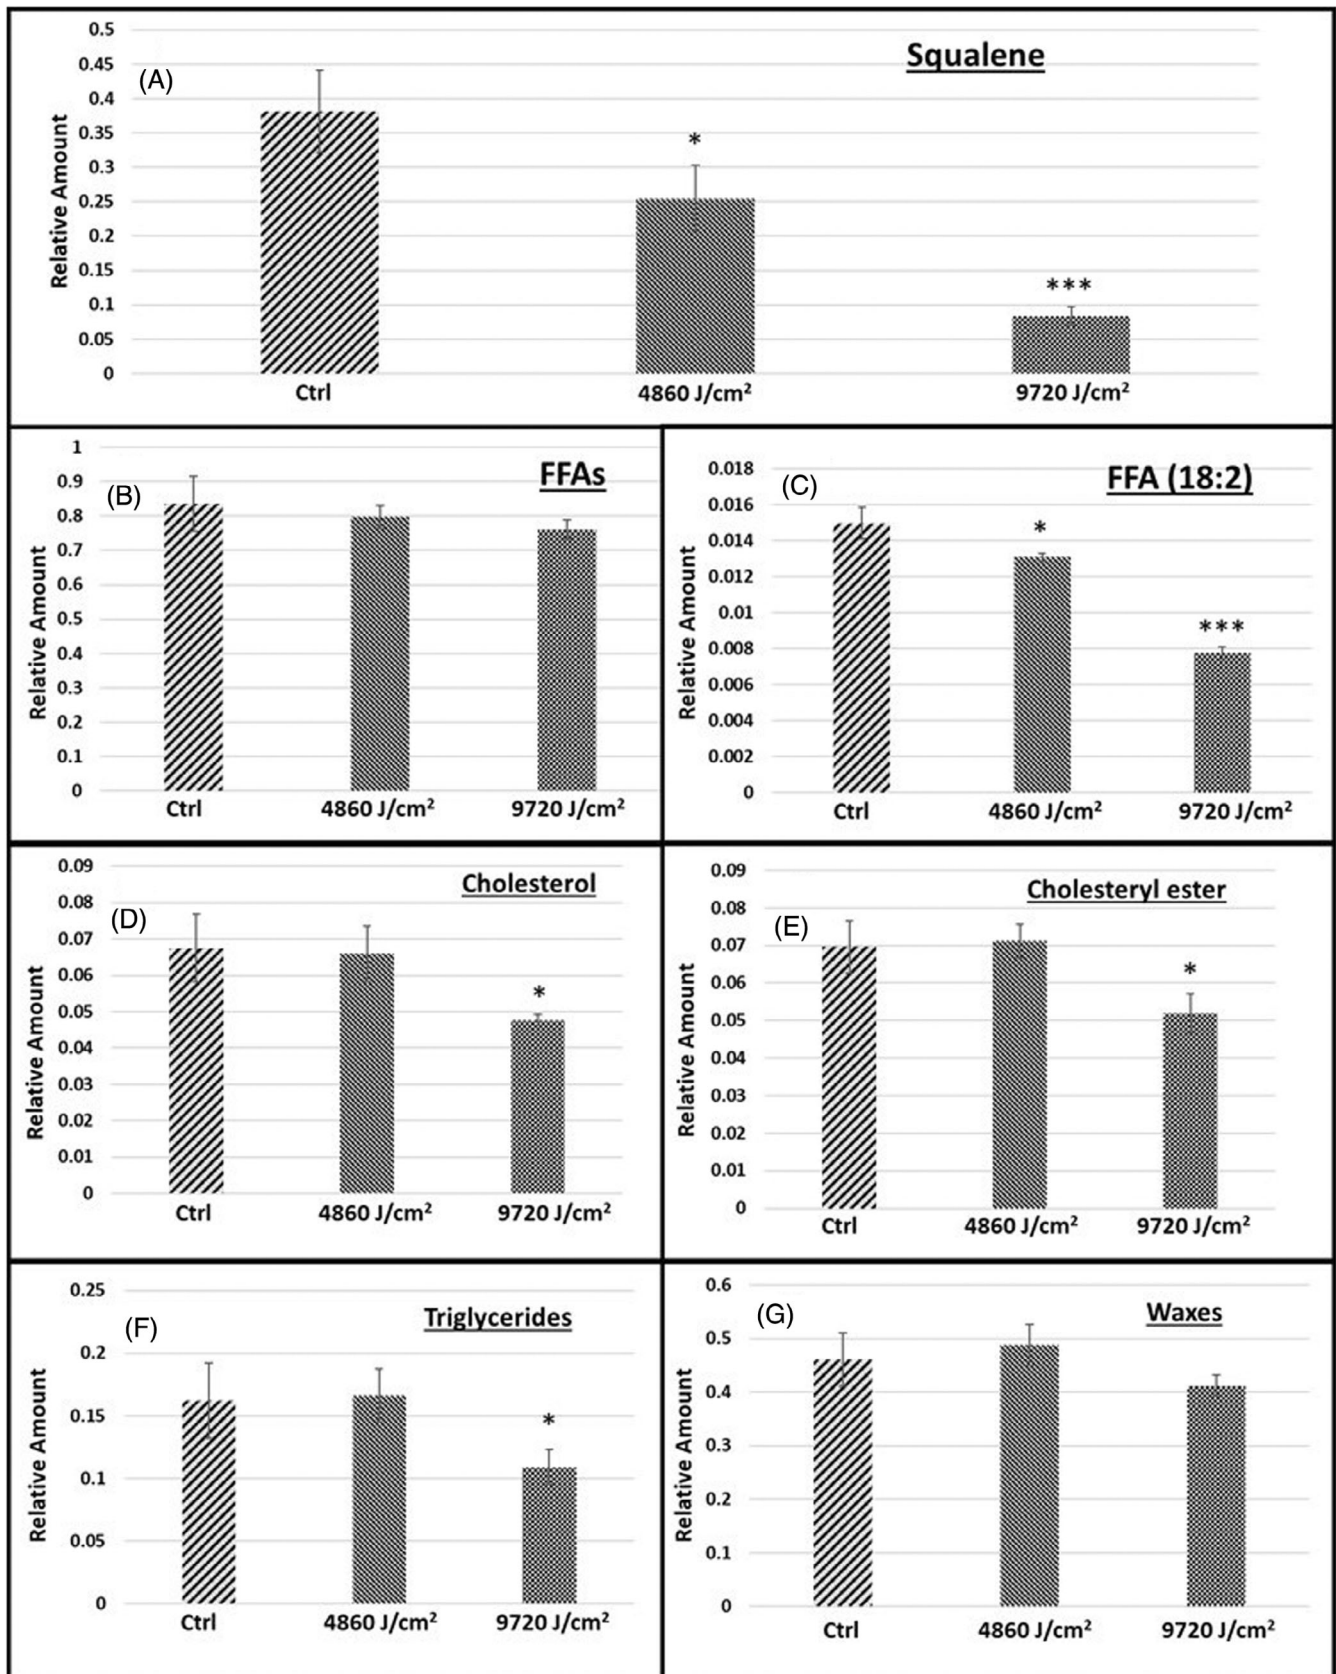 Squalene
(A)
Relative Amount
0.5
0.45
0.4
0.35
0.3
0.25
0.2
0.15
0.1
0.05
0
*
***
Ctrl 4860 J/cm² 9720 J/cm²
FFAs
(B)
Relative Amount
1
0.9
0.8
0.7
0.6
0.5
0.4
0.3
0.2
0.1
0
Ctrl 4860 J/cm² 9720 J/cm²
FFA (18:2)
(C)
Relative Amount
0.018
0.016
0.014
0.012
0.01
0.008
0.006
0.004
0.002
0
*
***
Ctrl 4860 J/cm² 9720 J/cm²
Cholesterol
(D)
Relative Amount
0.09
0.08
0.07
0.06
0.05
0.04
0.03
0.02
0.01
0
*
Ctrl 4860 J/cm² 9720 J/cm²
Cholesteryl ester
(E)
Relative Amount
0.09
0.08
0.07
0.06
0.05
0.04
0.03
0.02
0.01
0
*
Ctrl 4860 J/cm² 9720 J/cm²
Triglycerides
(F)
Relative Amount
0.25
0.2
0.15
0.1
0.05
0
*
Ctrl 4860 J/cm² 9720 J/cm²
Waxes
(G)
Relative Amount
0.6
0.5
0.4
0.3
0.2
0.1
0
Ctrl 4860 J/cm² 9720 J/cm²